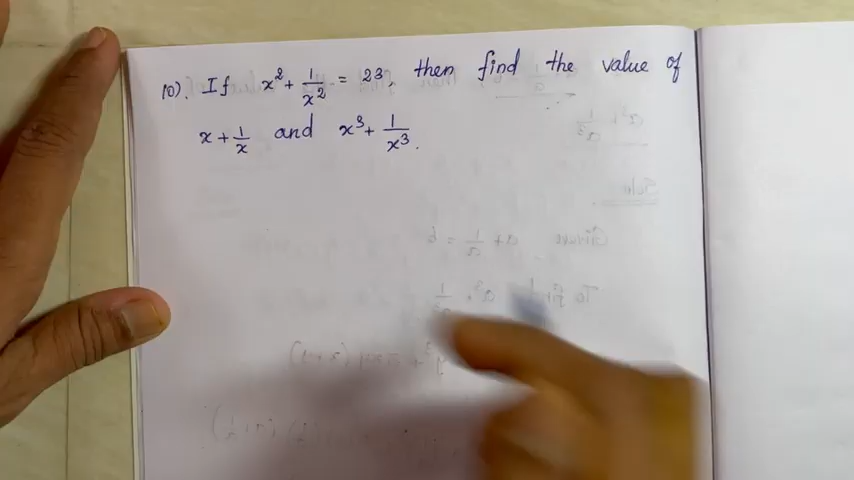 10). If x² + 1/x² = 23, then find the value of
x + 1/x and x³ + 1/x³.